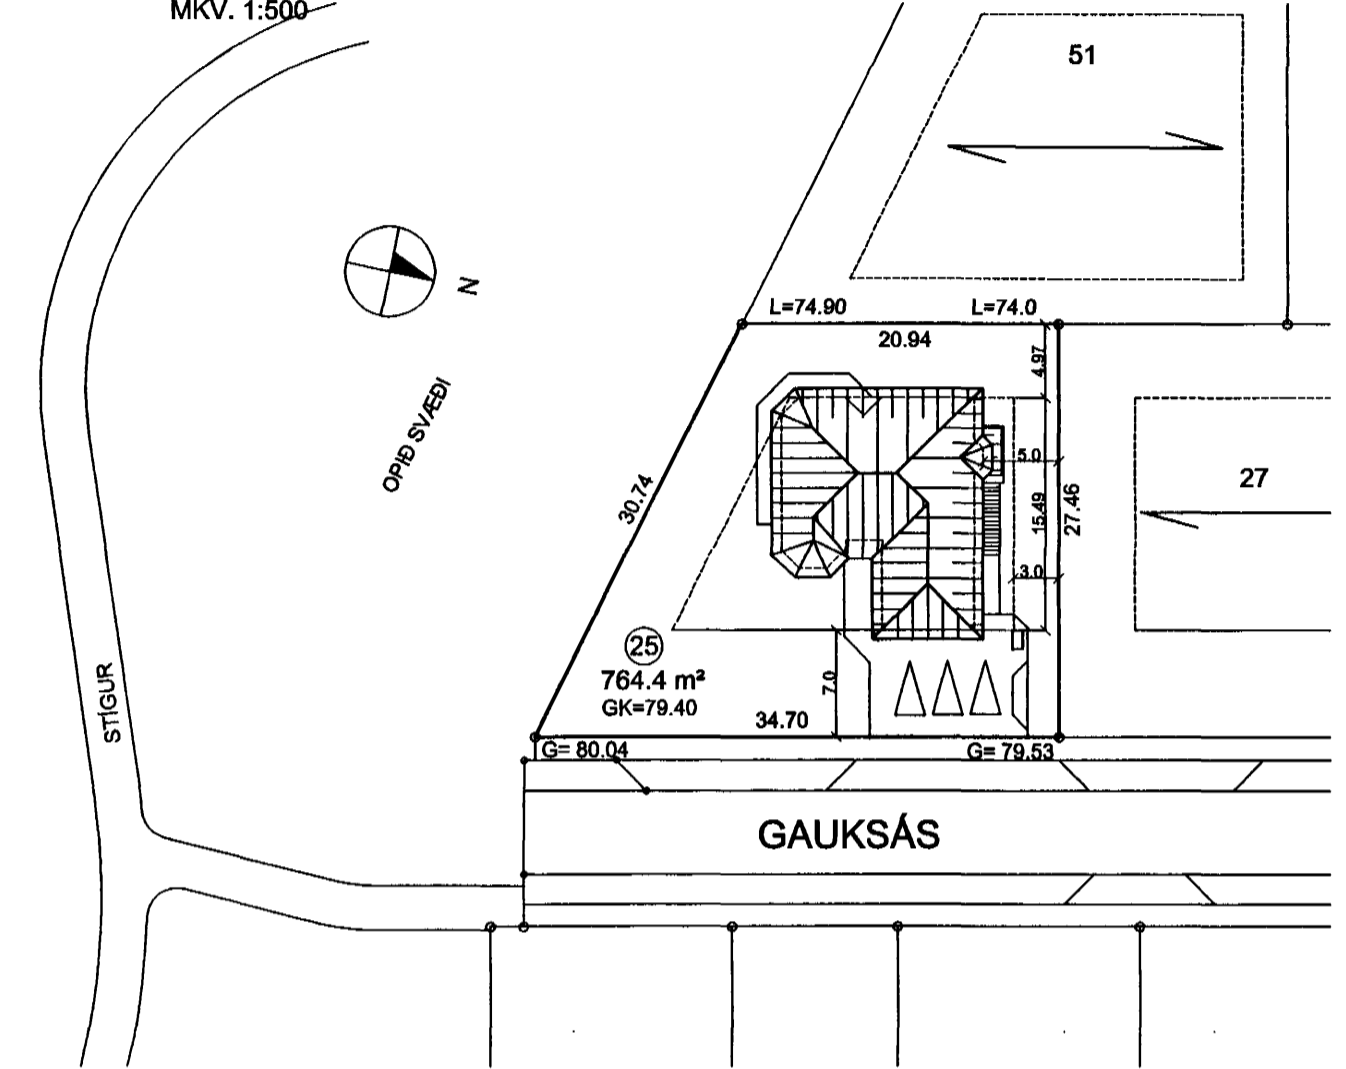 MKV. 1:500
51
N
L=74.90
L=74.0
20.94
4.97
OPIÐ SVÆÐI
30.74
5.0
15.49
27.46
27
3.0
25
764.4 m²
GK=79.40
7.0
34.70
STÍGUR
G= 80.04
G= 79.53
GAUKSÁS